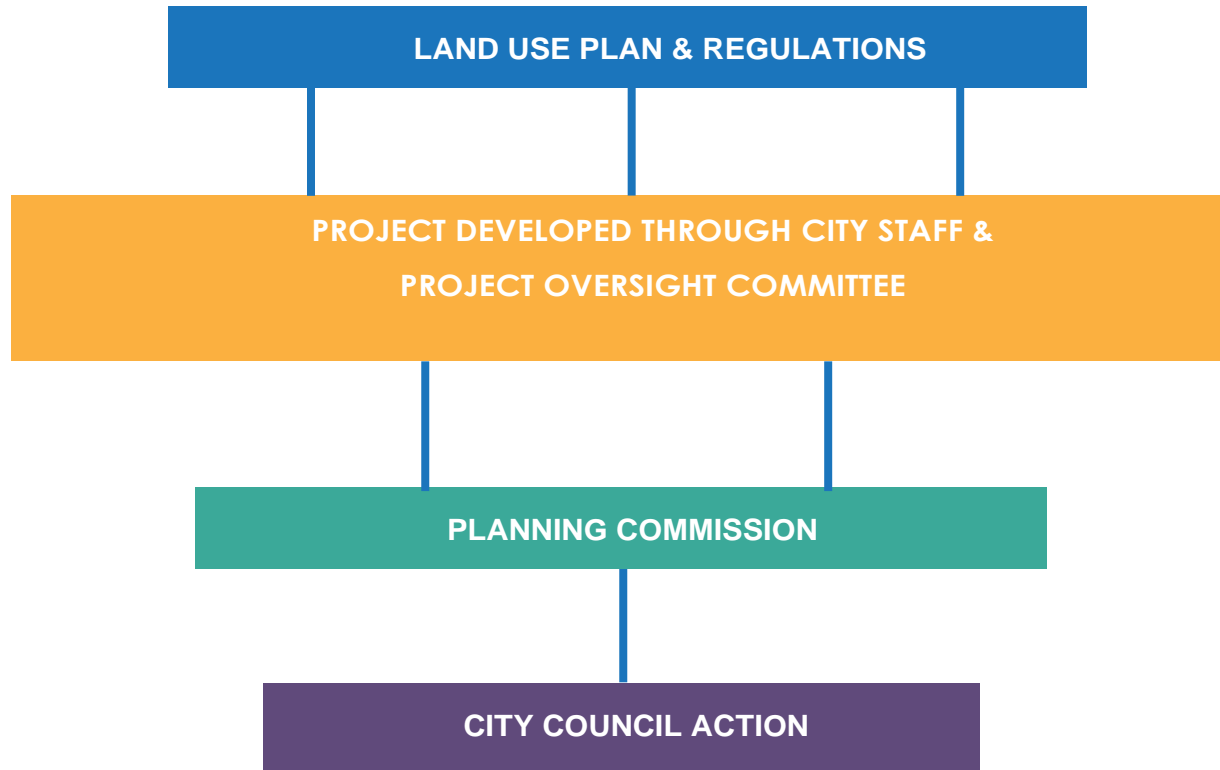 LAND USE PLAN & REGULATIONS
PROJECT DEVELOPED THROUGH CITY STAFF &
PROJECT OVERSIGHT COMMITTEE
PLANNING COMMISSION
CITY COUNCIL ACTION